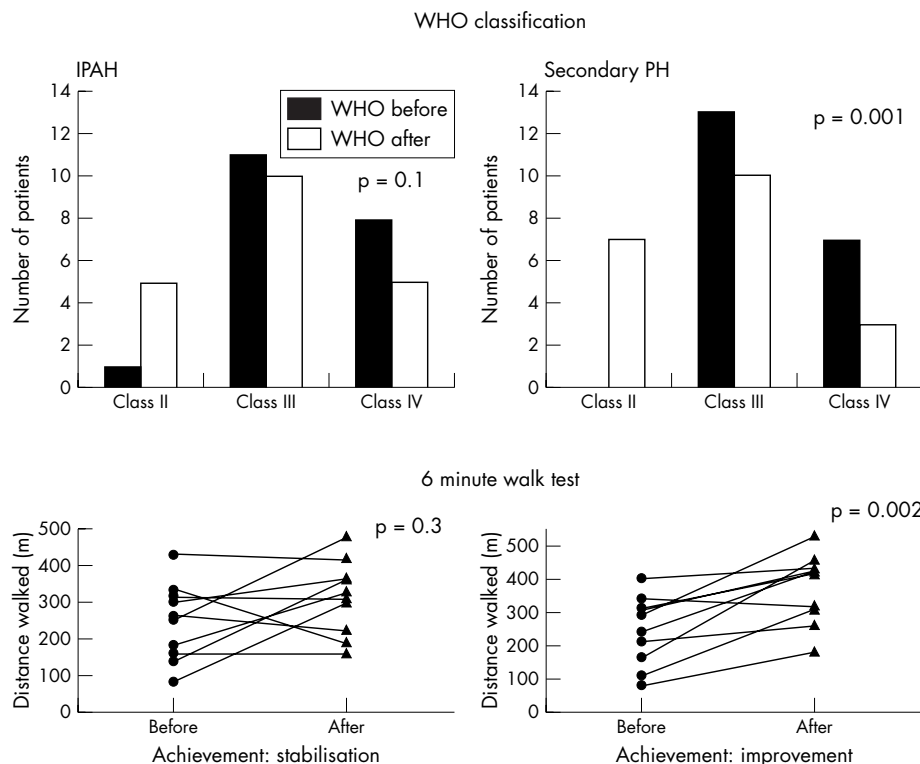 WHO classification
IPAH
14
12
10
8
6
4
2
0
Number of patients
WHO before
WHO after
p = 0.1
Class II
Class III
Class IV
Secondary PH
14
12
10
8
6
4
2
0
Number of patients
p = 0.001
Class II
Class III
Class IV
6 minute walk test
500
400
300
200
100
0
Distance walked (m)
p = 0.3
Before
After
Achievement: stabilisation
500
400
300
200
100
0
Distance walked (m)
p = 0.002
Before
After
Achievement: improvement